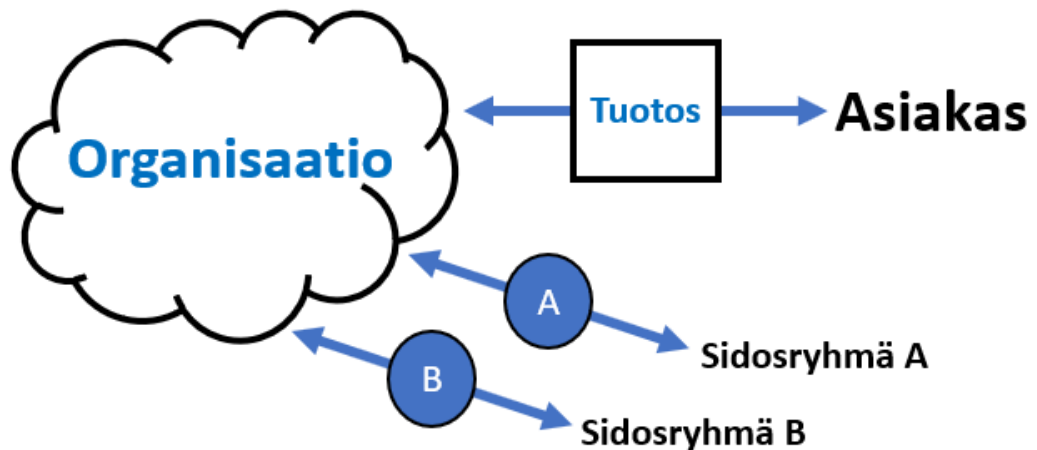 Organisaatio
Tuotos
Asiakas
A
Sidosryhmä A
B
Sidosryhmä B